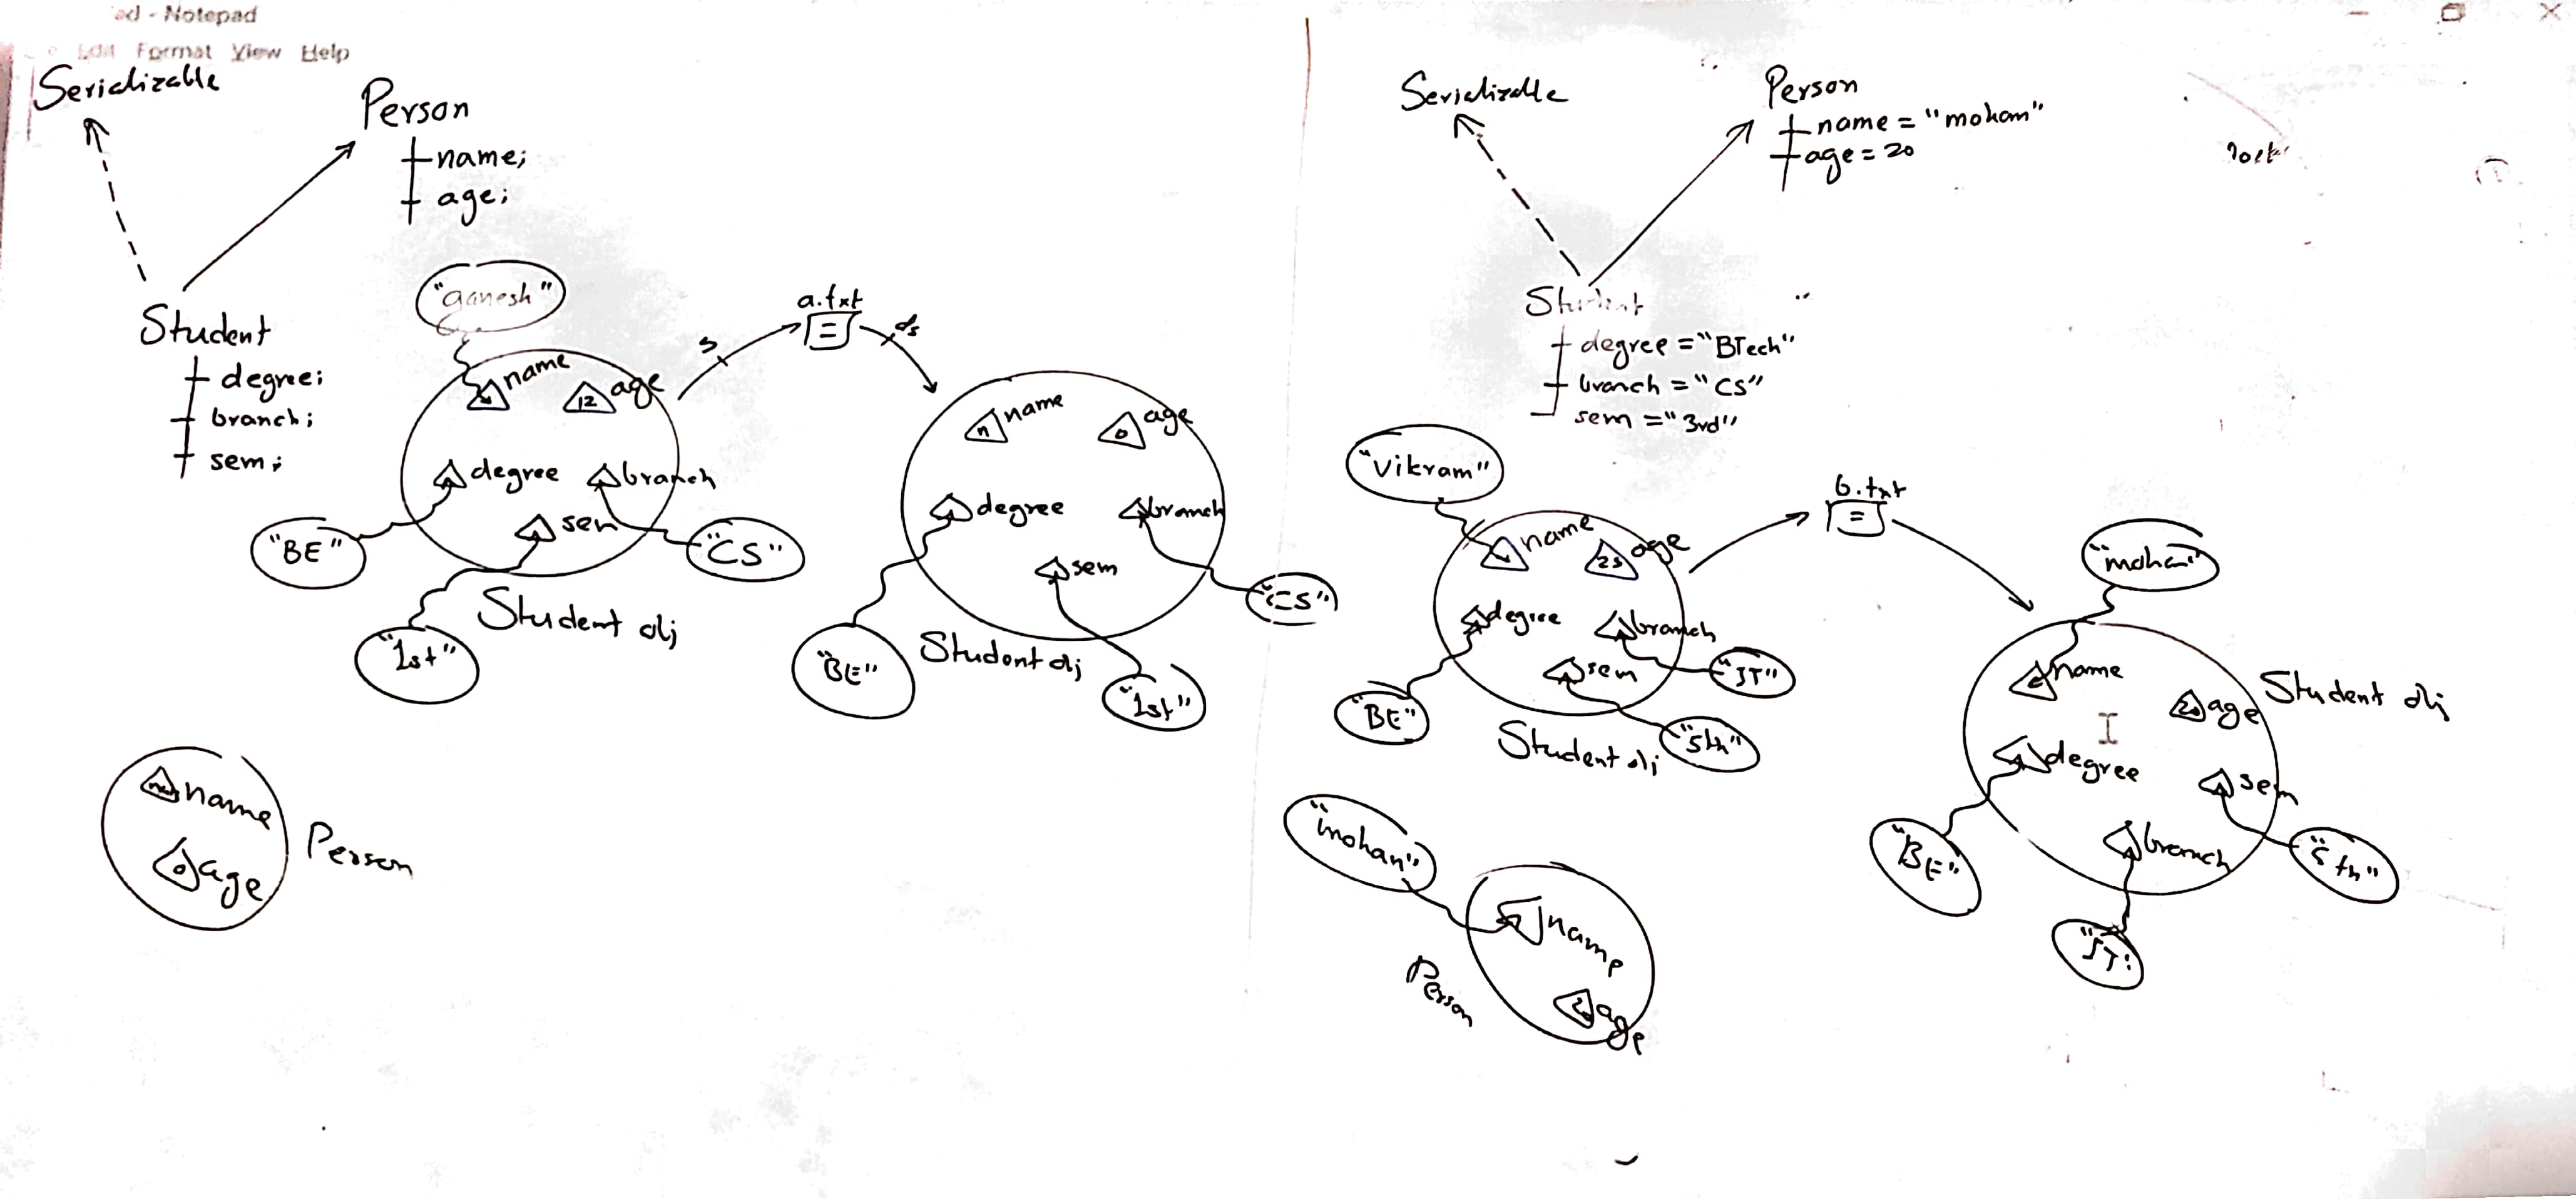 ed - Notepad
Edit Format View Help
Serializable
Person
name;
age;
Student
degree;
branch;
sem;
"ganesh"
name
12
age
degree
branch
sem
"BE"
"CS"
"1st"
Student obj
s
a.txt
ds
n
name
0
age
degree
branch
sem
"BE"
"CS"
"1st"
Student obj
name
0
age
Person
Serializable
Person
name = "mohan"
age = 20
Student
degree = "BTech"
branch = "CS"
sem = "3rd"
"Vikram"
name
25
age
degree
branch
sem
"BE"
"IT"
"5th"
Student obj
b.txt
"mohan"
name
20
age
degree
sem
branch
"BE"
"5th"
"IT"
Student obj
"mohan"
name
20
age
Person